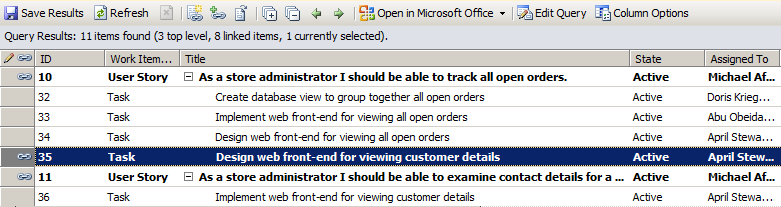 Save Results Refresh Open in Microsoft Office Edit Query Column Options
Query Results: 11 items found (3 top level, 8 linked items, 1 currently selected).
ID Work Item... Title State Assigned To
10 User Story As a store administrator I should be able to track all open orders. Active Michael Af...
32 Task Create database view to group together all open orders Active Doris Krieg...
33 Task Implement web front-end for viewing all open orders Active Abu Obeida...
34 Task Design web front-end for viewing all open orders Active April Stewa...
35 Task Design web front-end for viewing customer details Active April Stew...
11 User Story As a store administrator I should be able to examine contact details for a ... Active Michael Af...
36 Task Implement web front-end for viewing customer details Active April Stewa...